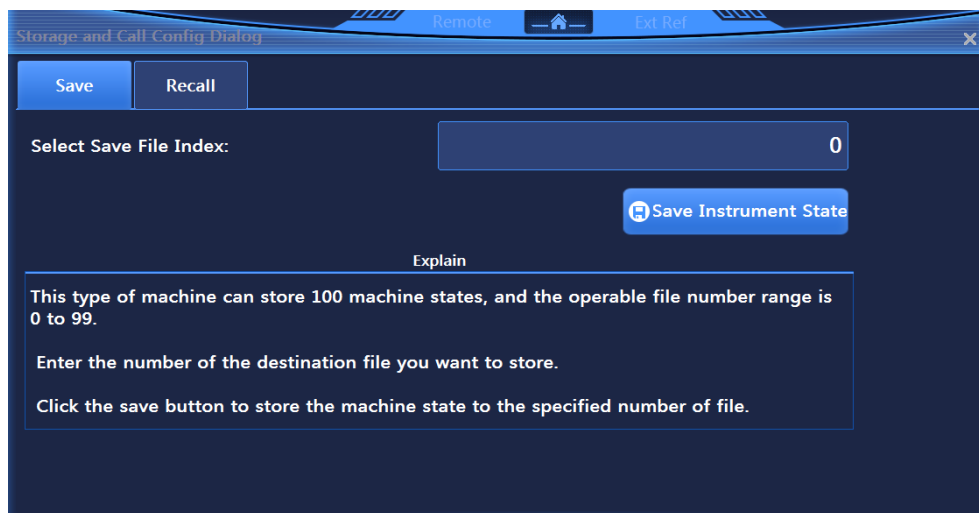 Remote Ext Ref
Storage and Call Config Dialog
Save Recall
Select Save File Index: 0
Save Instrument State
Explain
This type of machine can store 100 machine states, and the operable file number range is
0 to 99.
Enter the number of the destination file you want to store.
Click the save button to store the machine state to the specified number of file.